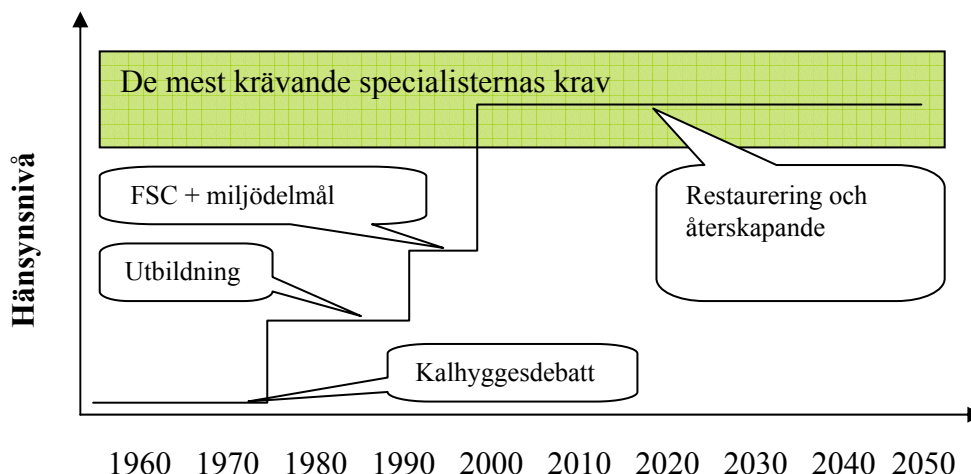 De mest krävande specialisternas krav
FSC + miljödelmål
Restaurering och
återskapande
Utbildning
Kalhyggesdebatt
Hänsynsnivå
1960 1970 1980 1990 2000 2010 2020 2030 2040 2050